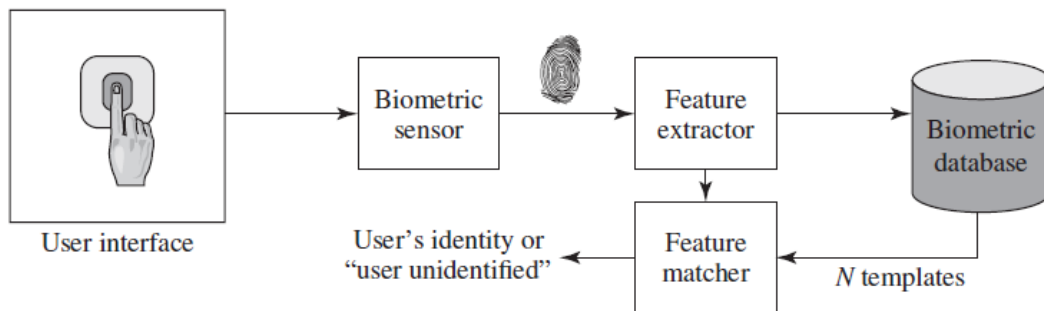 User interface
Biometric
sensor
Feature
extractor
Biometric
database
Feature
matcher
User’s identity or
“user unidentified”
N templates